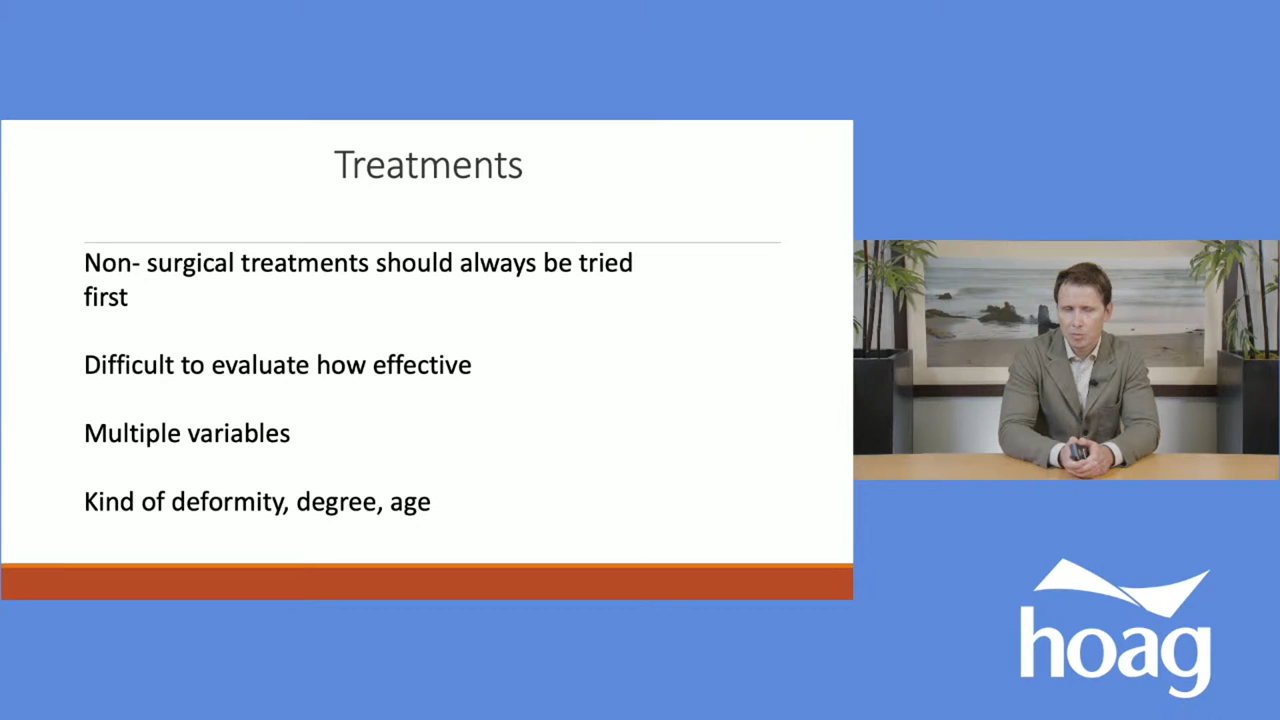 Treatments
Non- surgical treatments should always be tried
first
Difficult to evaluate how effective
Multiple variables
Kind of deformity, degree, age
hoag